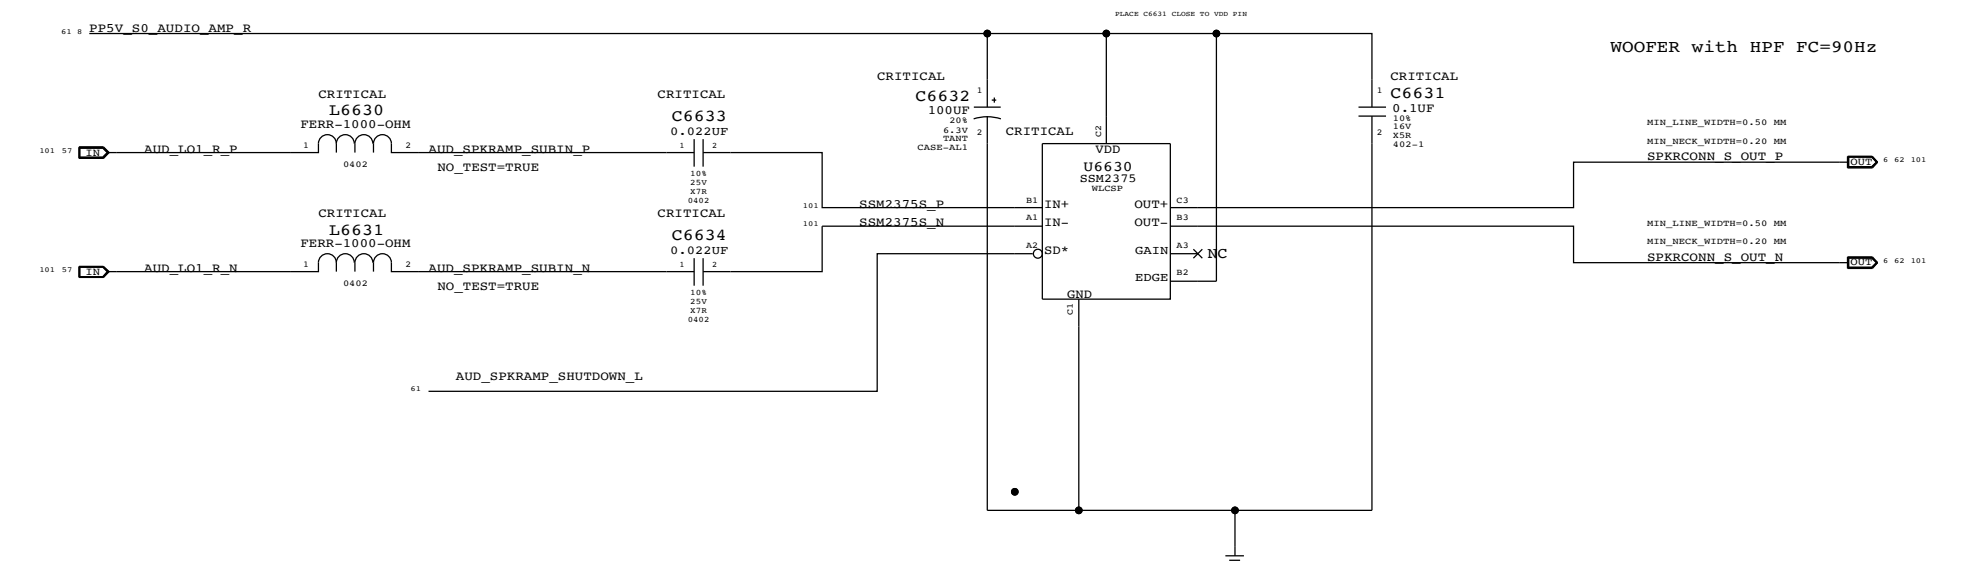 PLACE C6631 CLOSE TO VDD PIN
61 8 PP5V_S0_AUDIO_AMP_R
WOOFER with HPF FC=90Hz
CRITICAL
L6630
FERR-1000-OHM
101 57 IN AUD_LO1_R_P
1 2
0402
AUD_SPKRAMP_SUBIN_P
NO_TEST=TRUE
CRITICAL
C6633
0.022UF
1 2
10%
25V
X7R
0402
CRITICAL
L6631
FERR-1000-OHM
101 57 IN AUD_LO1_R_N
1 2
0402
AUD_SPKRAMP_SUBIN_N
NO_TEST=TRUE
CRITICAL
C6634
0.022UF
1 2
10%
25V
X7R
0402
101 SSM2375S_P
101 SSM2375S_N
61 AUD_SPKRAMP_SHUTDOWN_L
CRITICAL
C6632
100UF
20%
6.3V
TANT
CASE-AL1
1
+
2
CRITICAL
C2
VDD
U6630
SSM2375
WLCSP
B1 IN+ OUT+ C3
A1 IN- OUT- B3
A2 SD* GAIN A3 NC
EDGE B2
GND
C1
CRITICAL
1 C6631
0.1UF
10%
16V
2 X5R
402-1
MIN_LINE_WIDTH=0.50 MM
MIN_NECK_WIDTH=0.20 MM
SPKRCONN_S_OUT_P OUT 6 62 101
MIN_LINE_WIDTH=0.50 MM
MIN_NECK_WIDTH=0.20 MM
SPKRCONN_S_OUT_N OUT 6 62 101